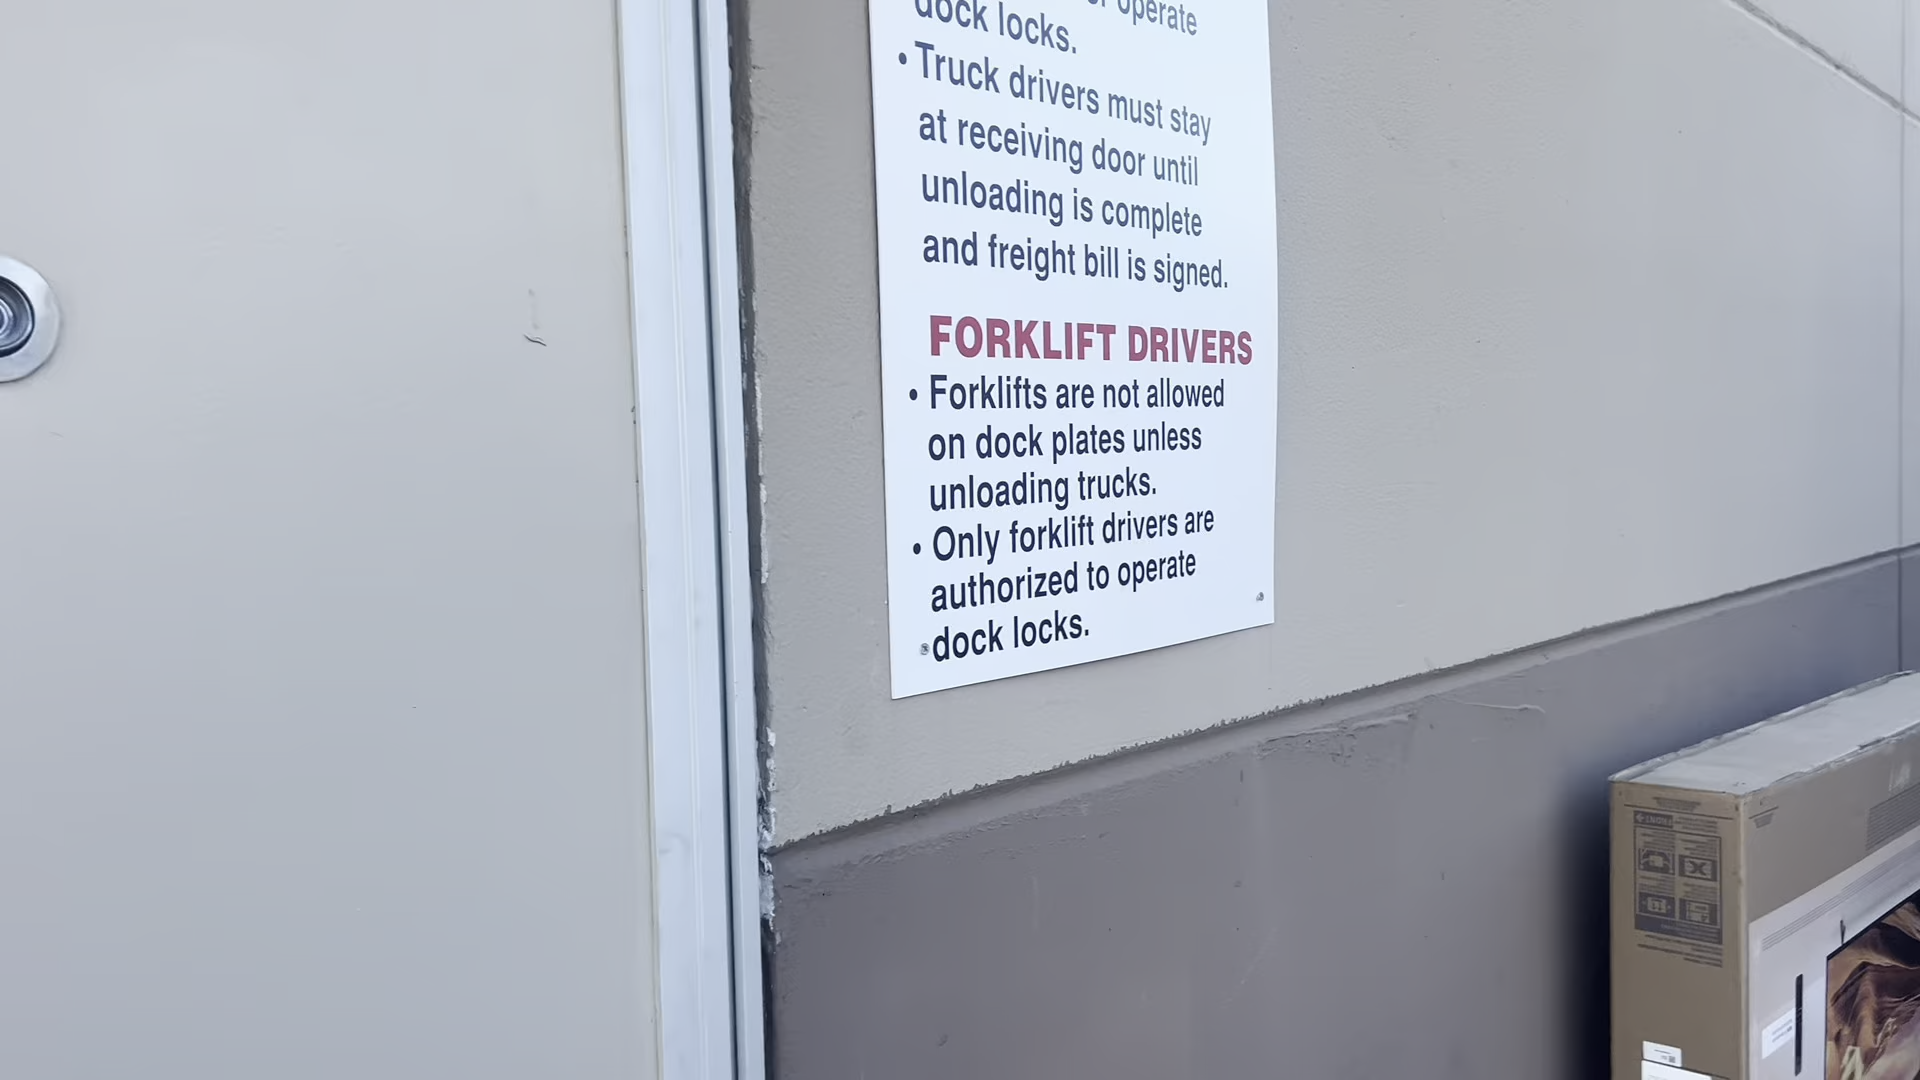 operate
dock locks.
• Truck drivers must stay
at receiving door until
unloading is complete
and freight bill is signed.
FORKLIFT DRIVERS
• Forklifts are not allowed
on dock plates unless
unloading trucks.
• Only forklift drivers are
authorized to operate
dock locks.
FRONT